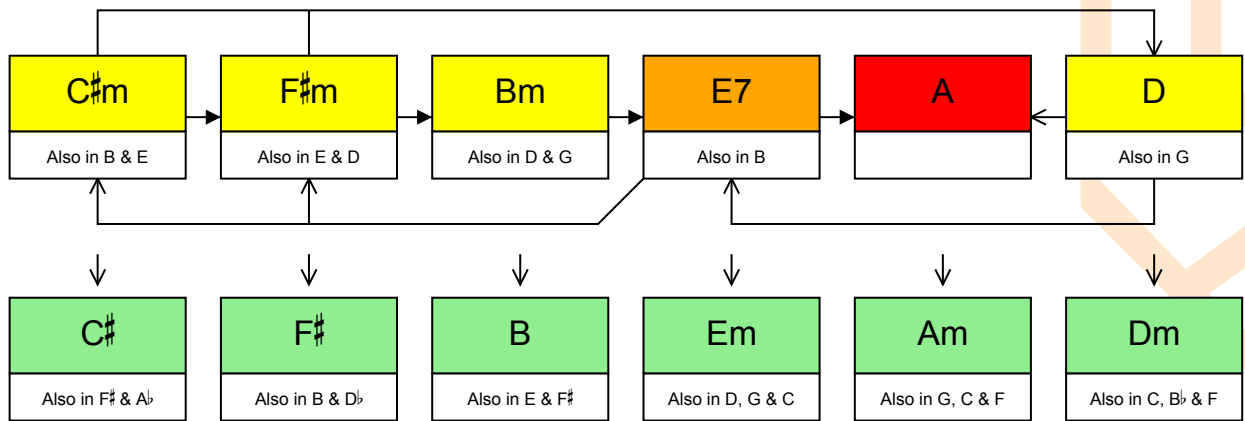 C♯m
F♯m
Bm
E7
A
D
Also in B & E
Also in E & D
Also in D & G
Also in B
Also in G
C♯
F♯
B
Em
Am
Dm
Also in F♯ & A♭
Also in B & D♭
Also in E & F♯
Also in D, G & C
Also in G, C & F
Also in C, B♭ & F